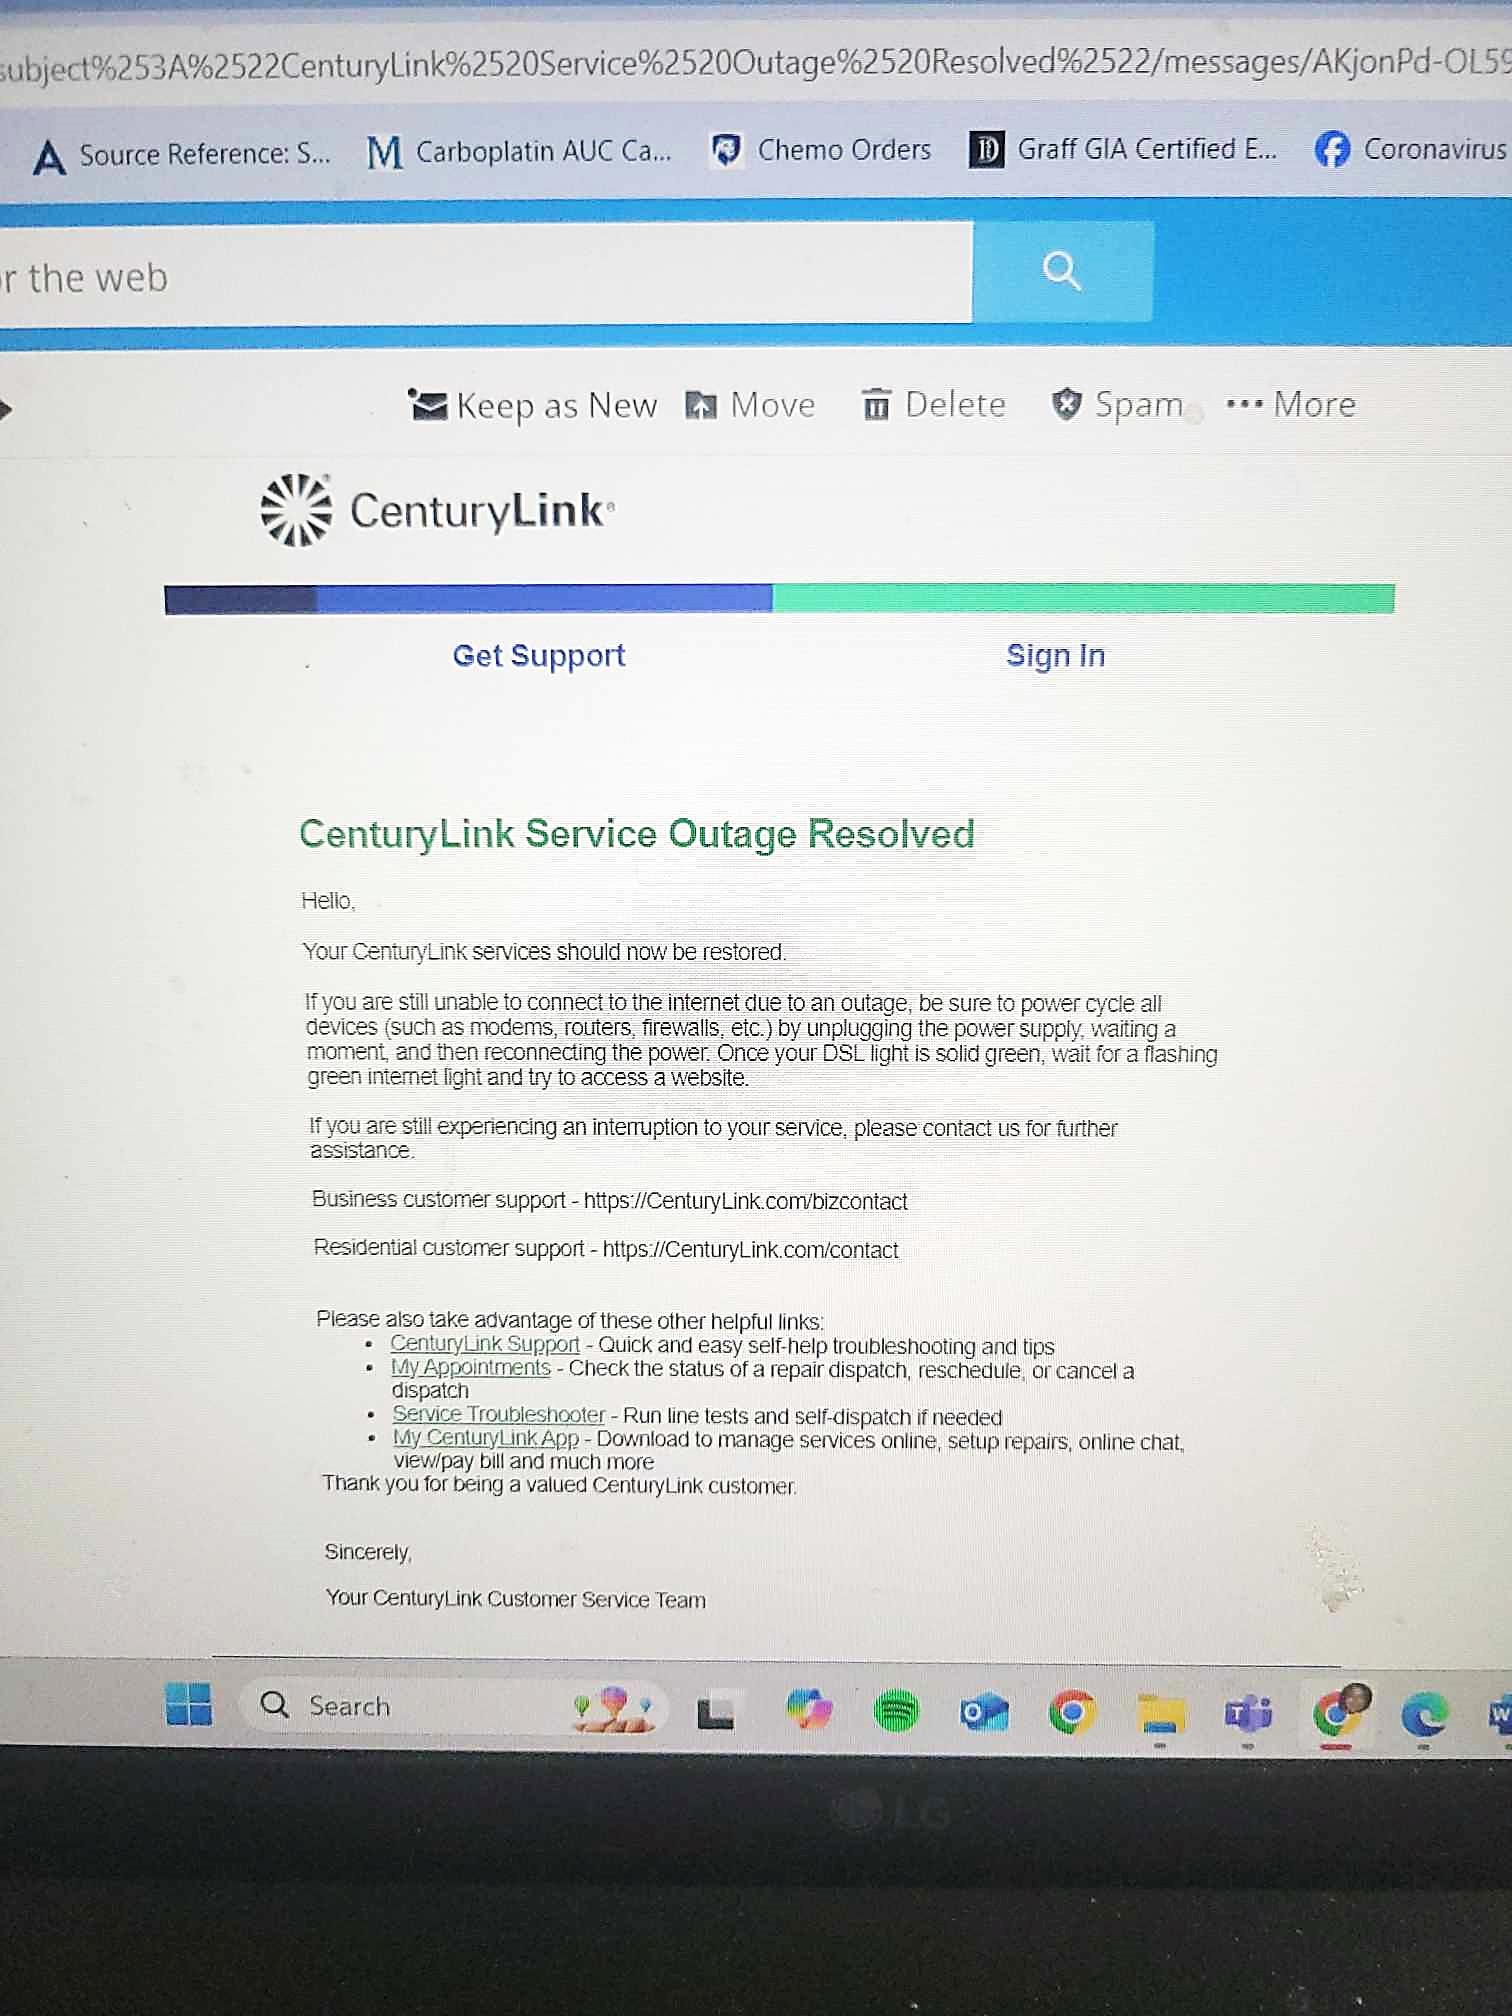 subject%253A%2522CenturyLink%2520Service%2520Outage%2520Resolved%2522/messages/AKjonPd-OL59
Source Reference: S... Carboplatin AUC Ca... Chemo Orders Graff GIA Certified E... Coronavirus
r the web
Keep as New Move Delete Spam ••• More
CenturyLink®
Get Support Sign In
CenturyLink Service Outage Resolved
Hello,
Your CenturyLink services should now be restored.
If you are still unable to connect to the internet due to an outage, be sure to power cycle all
devices (such as modems, routers, firewalls, etc.) by unplugging the power supply, waiting a
moment, and then reconnecting the power. Once your DSL light is solid green, wait for a flashing
green internet light and try to access a website.
If you are still experiencing an interruption to your service, please contact us for further
assistance.
Business customer support - https://CenturyLink.com/bizcontact
Residential customer support - https://CenturyLink.com/contact
Please also take advantage of these other helpful links:
• CenturyLink Support - Quick and easy self-help troubleshooting and tips
• My Appointments - Check the status of a repair dispatch, reschedule, or cancel a
dispatch
• Service Troubleshooter - Run line tests and self-dispatch if needed
• My CenturyLink App - Download to manage services online, setup repairs, online chat,
view/pay bill and much more
Thank you for being a valued CenturyLink customer.
Sincerely,
Your CenturyLink Customer Service Team
Search
LG